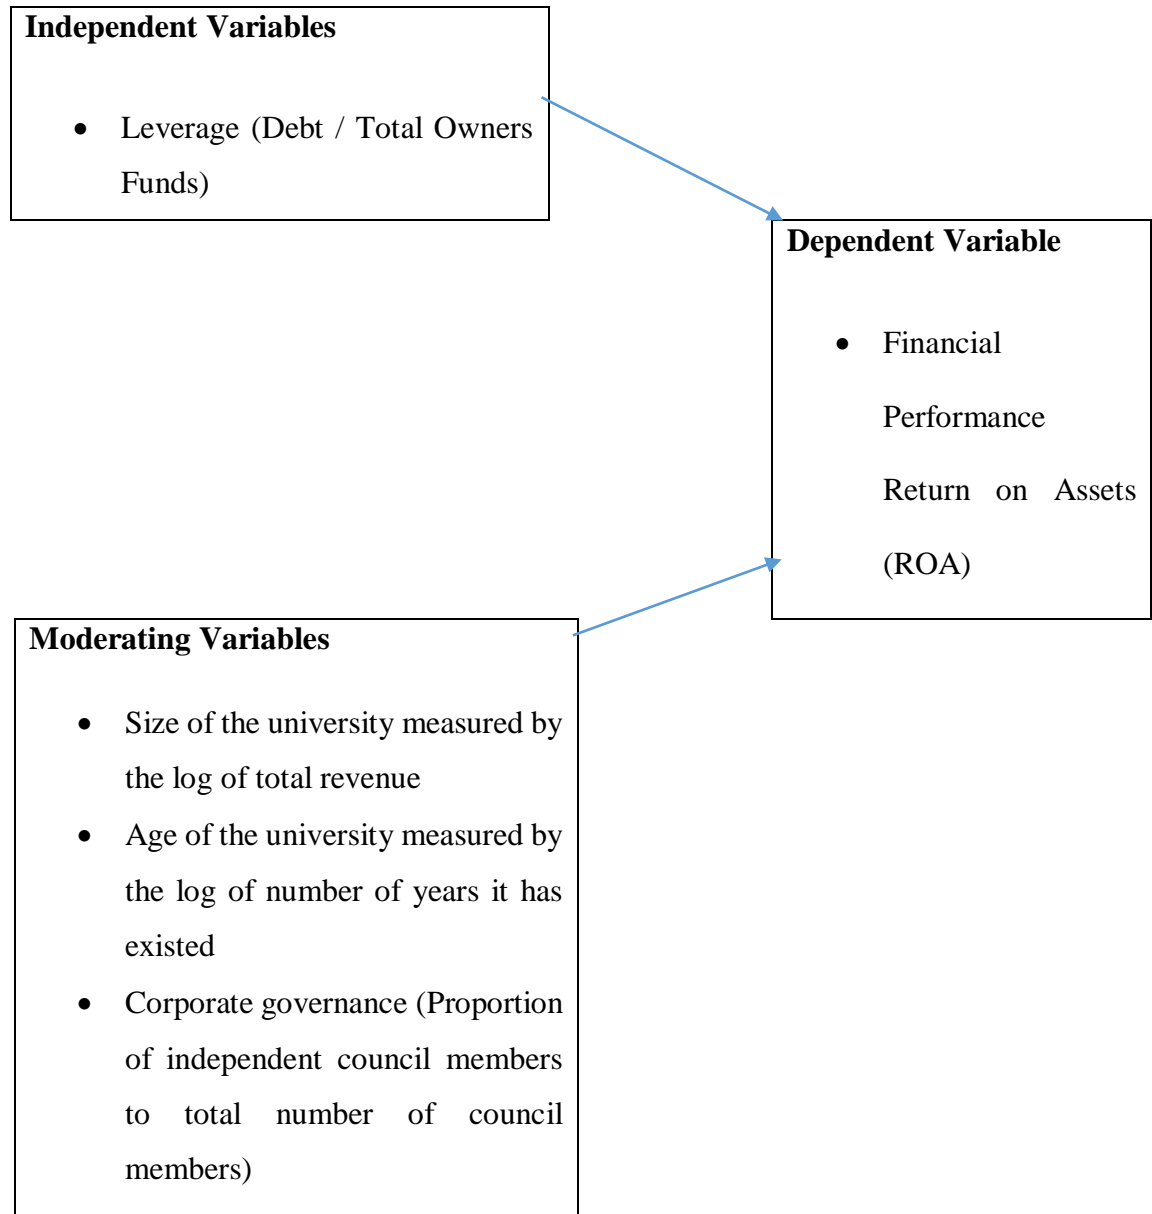 Independent Variables
• Leverage (Debt / Total Owners
Funds)
Dependent Variable
• Financial
Performance
Return on Assets
(ROA)
Moderating Variables
• Size of the university measured by
the log of total revenue
• Age of the university measured by
the log of number of years it has
existed
• Corporate governance (Proportion
of independent council members
to total number of council
members)